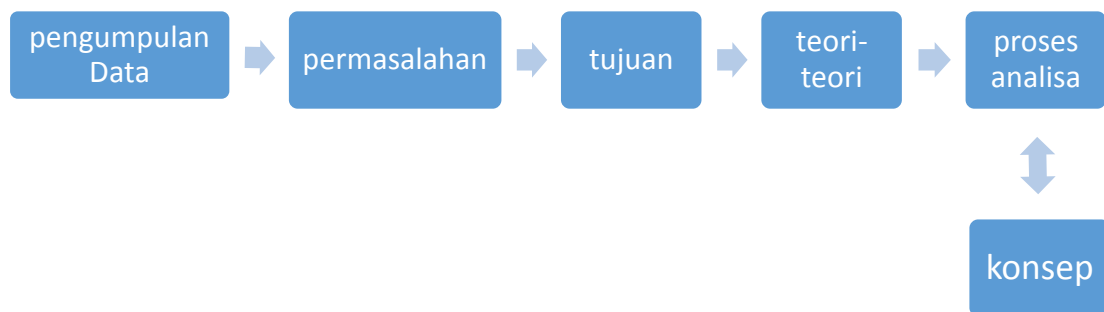 pengumpulan
Data
permasalahan
tujuan
teori-
teori
proses
analisa
konsep